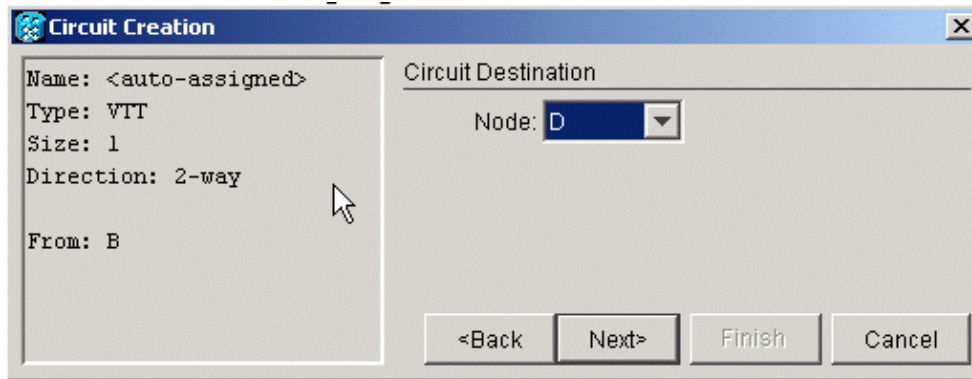 Circuit Creation
Name: <auto-assigned>
Type: VTT
Size: 1
Direction: 2-way
From: B
Circuit Destination
Node: D
<Back
Next>
Finish
Cancel